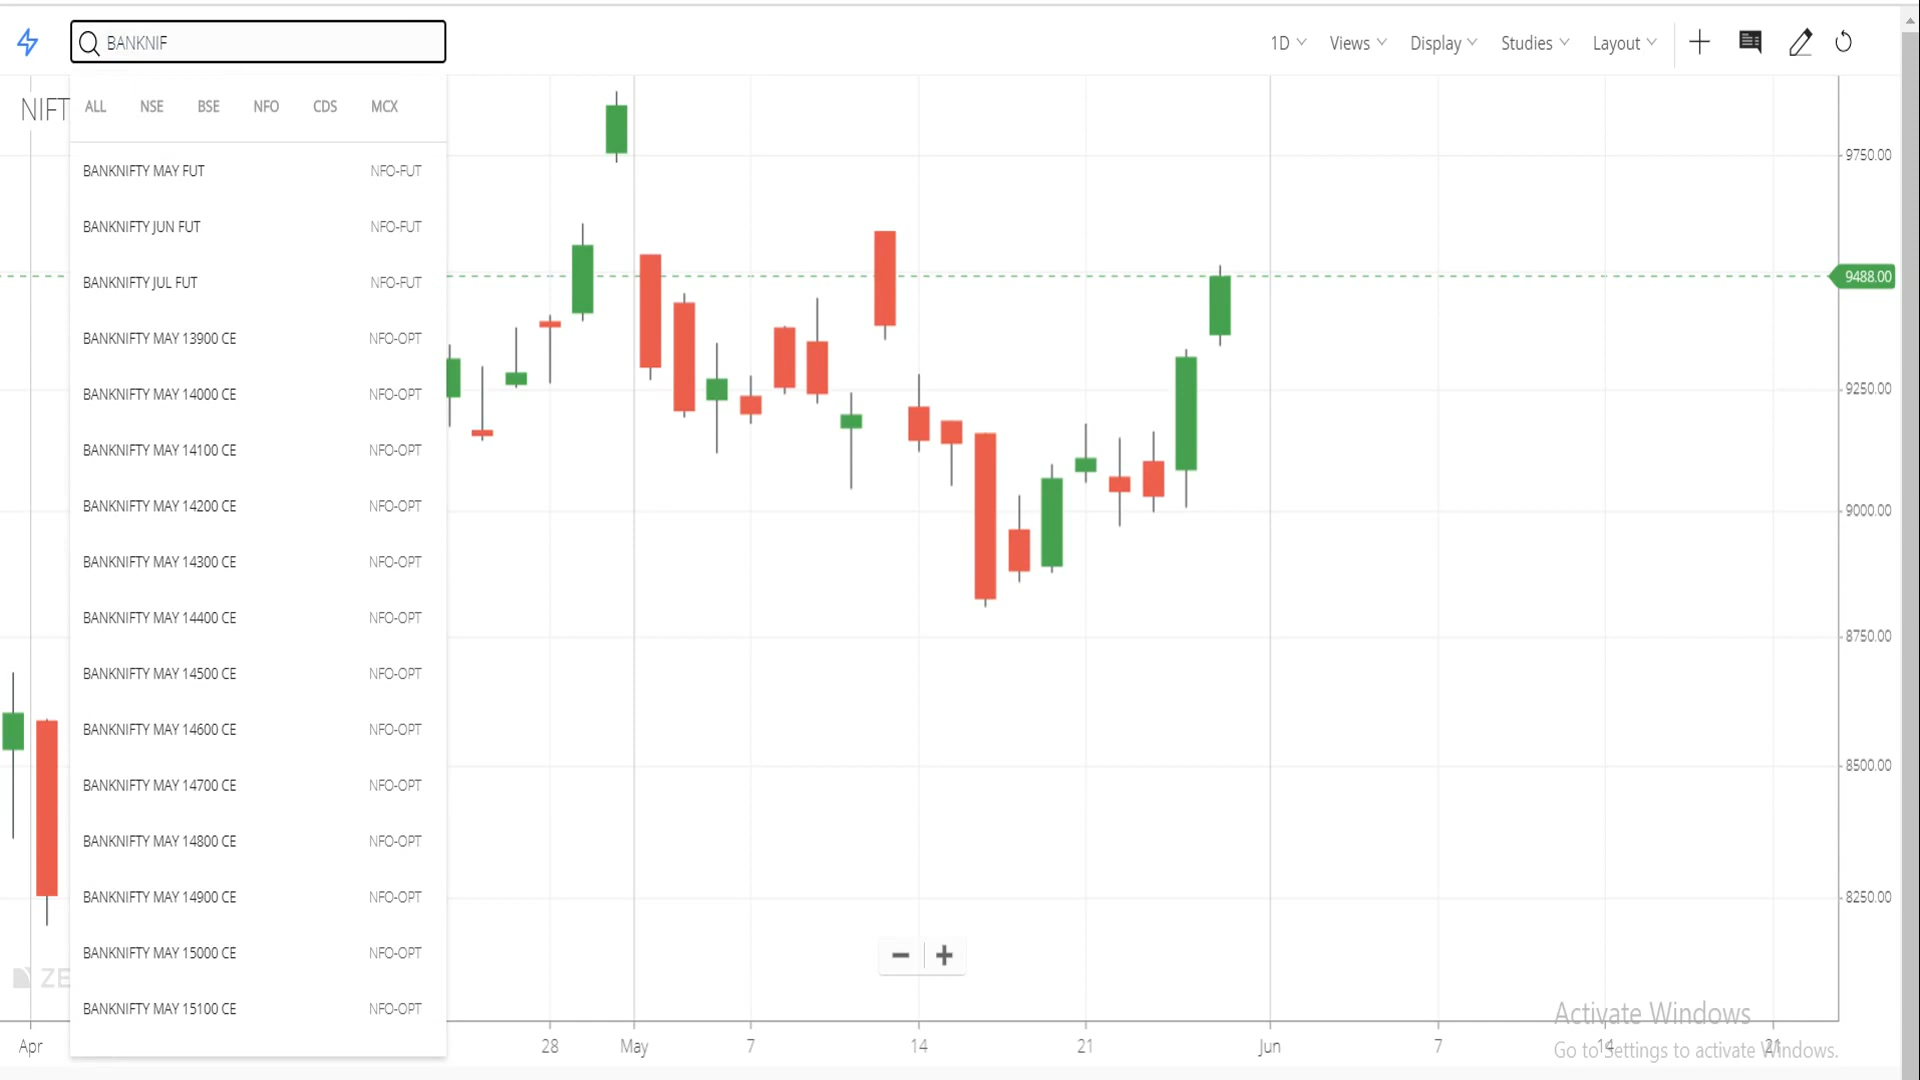 BANKNIF
1D Views Display Studies Layout
NIFT
ALL NSE BSE NFO CDS MCX
BANKNIFTY MAY FUT NFO-FUT
BANKNIFTY JUN FUT NFO-FUT
BANKNIFTY JUL FUT NFO-FUT
BANKNIFTY MAY 13900 CE NFO-OPT
BANKNIFTY MAY 14000 CE NFO-OPT
BANKNIFTY MAY 14100 CE NFO-OPT
BANKNIFTY MAY 14200 CE NFO-OPT
BANKNIFTY MAY 14300 CE NFO-OPT
BANKNIFTY MAY 14400 CE NFO-OPT
BANKNIFTY MAY 14500 CE NFO-OPT
BANKNIFTY MAY 14600 CE NFO-OPT
BANKNIFTY MAY 14700 CE NFO-OPT
BANKNIFTY MAY 14800 CE NFO-OPT
BANKNIFTY MAY 14900 CE NFO-OPT
BANKNIFTY MAY 15000 CE NFO-OPT
BANKNIFTY MAY 15100 CE NFO-OPT
9750.00
9488.00
9250.00
9000.00
8750.00
8500.00
8250.00
ZE
Apr 28 May 7 14 21 Jun 7 14 21
Activate Windows
Go to Settings to activate Windows.